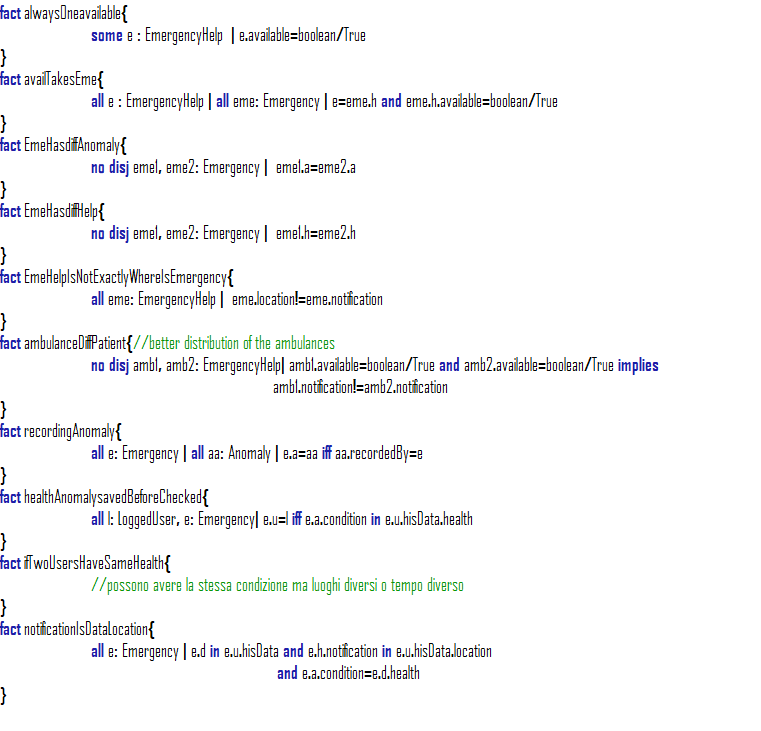 fact alwaysOneavailable{
some e : EmergencyHelp | e.available=boolean/True
}
fact availTakesEme{
all e : EmergencyHelp | all eme: Emergency | e=eme.h and eme.h.available=boolean/True
}
fact EmeHasdiffAnomaly{
no disj eme1, eme2: Emergency | eme1.a=eme2.a
}
fact EmeHasdiffHelp{
no disj eme1, eme2: Emergency | eme1.h=eme2.h
}
fact EmeHelpIsNotExactlyWhereIsEmergency{
all eme: EmergencyHelp | eme.location!=eme.notification
}
fact ambulanceDiffPatient{//better distribution of the ambulances
no disj amb1, amb2: EmergencyHelp| amb1.available=boolean/True and amb2.available=boolean/True implies
amb1.notification!=amb2.notification
}
fact recordingAnomaly{
all e: Emergency | all aa: Anomaly | e.a=aa iff aa.recordedBy=e
}
fact healthAnomalysavedBeforeChecked{
all l: LoggedUser, e: Emergency| e.u=l iff e.a.condition in e.u.hisData.health
}
fact ifTwoUsersHaveSameHealth{
//possono avere la stessa condizione ma luoghi diversi o tempo diverso
}
fact notificationIsDataLocation{
all e: Emergency | e.d in e.u.hisData and e.h.notification in e.u.hisData.location
and e.a.condition=e.d.health
}